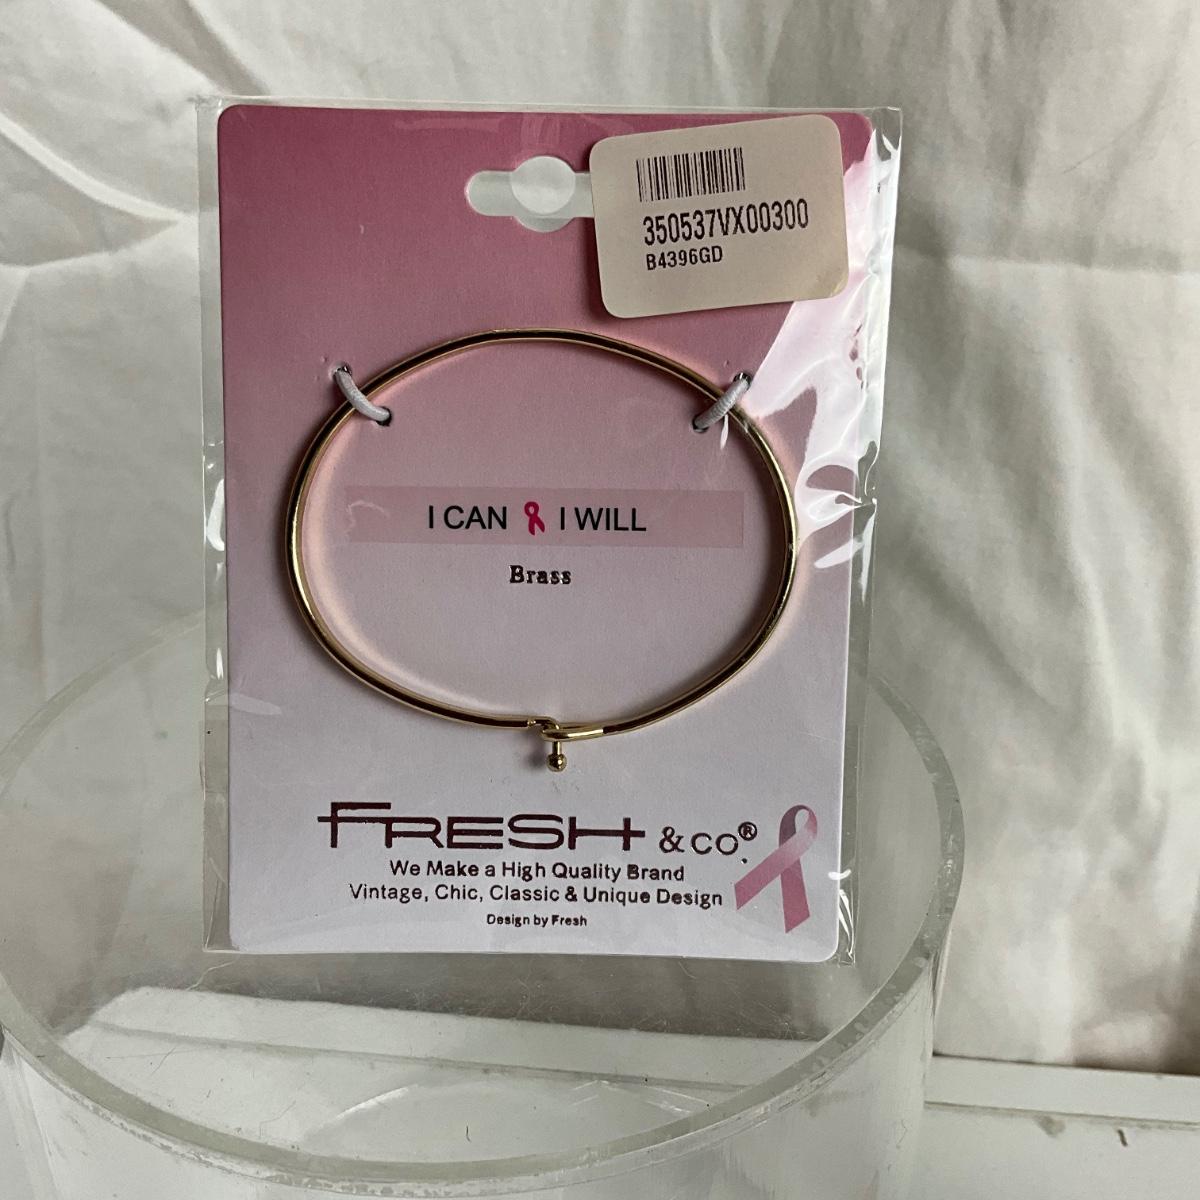 350537VX00300
B4396GD
I CAN I WILL
Brass
FRESH & CO.®
We Make a High Quality Brand
Vintage, Chic, Classic & Unique Design
Design by Fresh